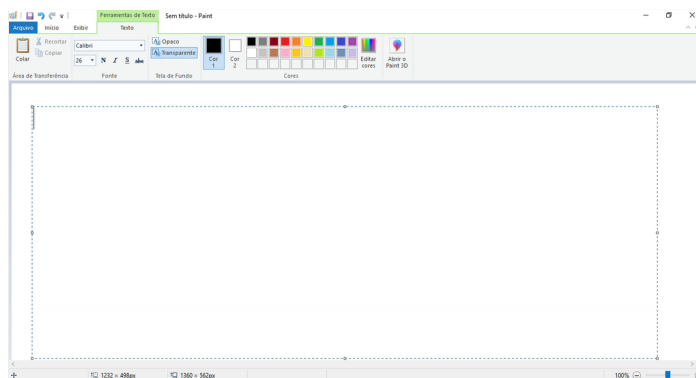 Ferramentas de Texto
Sem título - Paint
Arquivo
Início
Exibir
Texto
Colar
Recortar
Copiar
Área de Transferência
Calibri
26
N
I
S
abc
Fonte
Opaco
Transparente
Tela de Fundo
Cor
1
Cor
2
Cores
Editar
cores
Abrir o
Paint 3D
1232 × 498px
1360 × 562px
100%